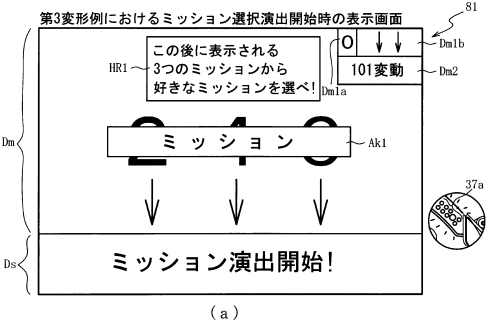 第3変形例におけるミッション選択演出開始時の表示画面
81
この後に表示される
3つのミッションから
好きなミッションを選べ!
HR1
0
Dm1b
Dm1a
101変動
Dm2
Dm
ミッション
Ak1
37a
Ds
ミッション演出開始!
(a)